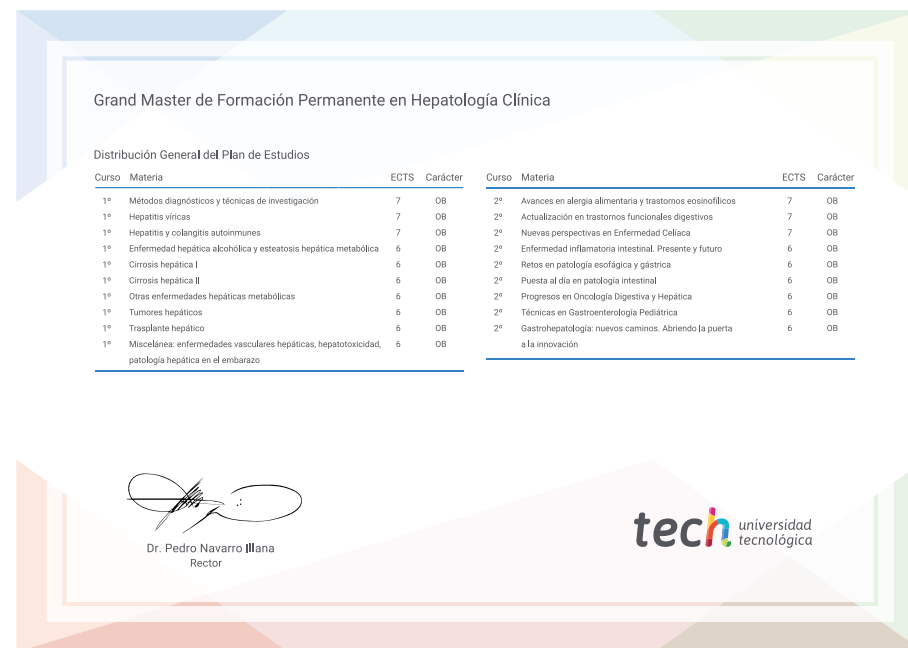 Grand Master de Formación Permanente en Hepatología Clínica
Distribución General del Plan de Estudios
Curso Materia ECTS Carácter
1º Métodos diagnósticos y técnicas de investigación 7 OB
1º Hepatitis víricas 7 OB
1º Hepatitis y colangitis autoinmunes 7 OB
1º Enfermedad hepática alcohólica y esteatosis hepática metabólica 6 OB
1º Cirrosis hepática I 6 OB
1º Cirrosis hepática II 6 OB
1º Otras enfermedades hepáticas metabólicas 6 OB
1º Tumores hepáticos 6 OB
1º Trasplante hepático 6 OB
1º Miscelánea: enfermedades vasculares hepáticas, hepatotoxicidad, 6 OB
patología hepática en el embarazo
Curso Materia ECTS Carácter
2º Avances en alergia alimentaria y trastornos eosinofílicos 7 OB
2º Actualización en trastornos funcionales digestivos 7 OB
2º Nuevas perspectivas en Enfermedad Celíaca 7 OB
2º Enfermedad inflamatoria intestinal. Presente y futuro 6 OB
2º Retos en patología esofágica y gástrica 6 OB
2º Puesta al día en patología intestinal 6 OB
2º Progresos en Oncología Digestiva y Hepática 6 OB
2º Técnicas en Gastroenterología Pediátrica 6 OB
2º Gastrohepatología: nuevos caminos. Abriendo la puerta 6 OB
a la innovación
Dr. Pedro Navarro Illana
Rector
tech universidad
tecnológica